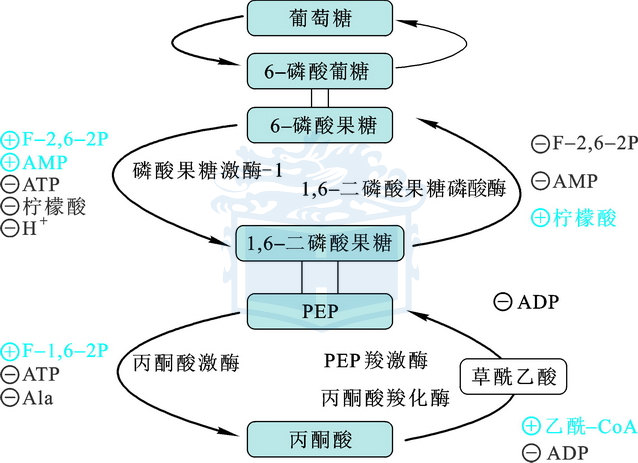 葡萄糖
6-磷酸葡糖
6-磷酸果糖
⊕F-2,6-2P
⊕AMP
⊖ATP
⊖柠檬酸
⊖H⁺
磷酸果糖激酶-1
1,6-二磷酸果糖磷酸酶
⊖F-2,6-2P
⊖AMP
⊕柠檬酸
1,6-二磷酸果糖
PEP
⊖ADP
⊕F-1,6-2P
⊖ATP
⊖Ala
丙酮酸激酶
PEP羧激酶
丙酮酸羧化酶
草酰乙酸
丙酮酸
⊕乙酰-CoA
⊖ADP